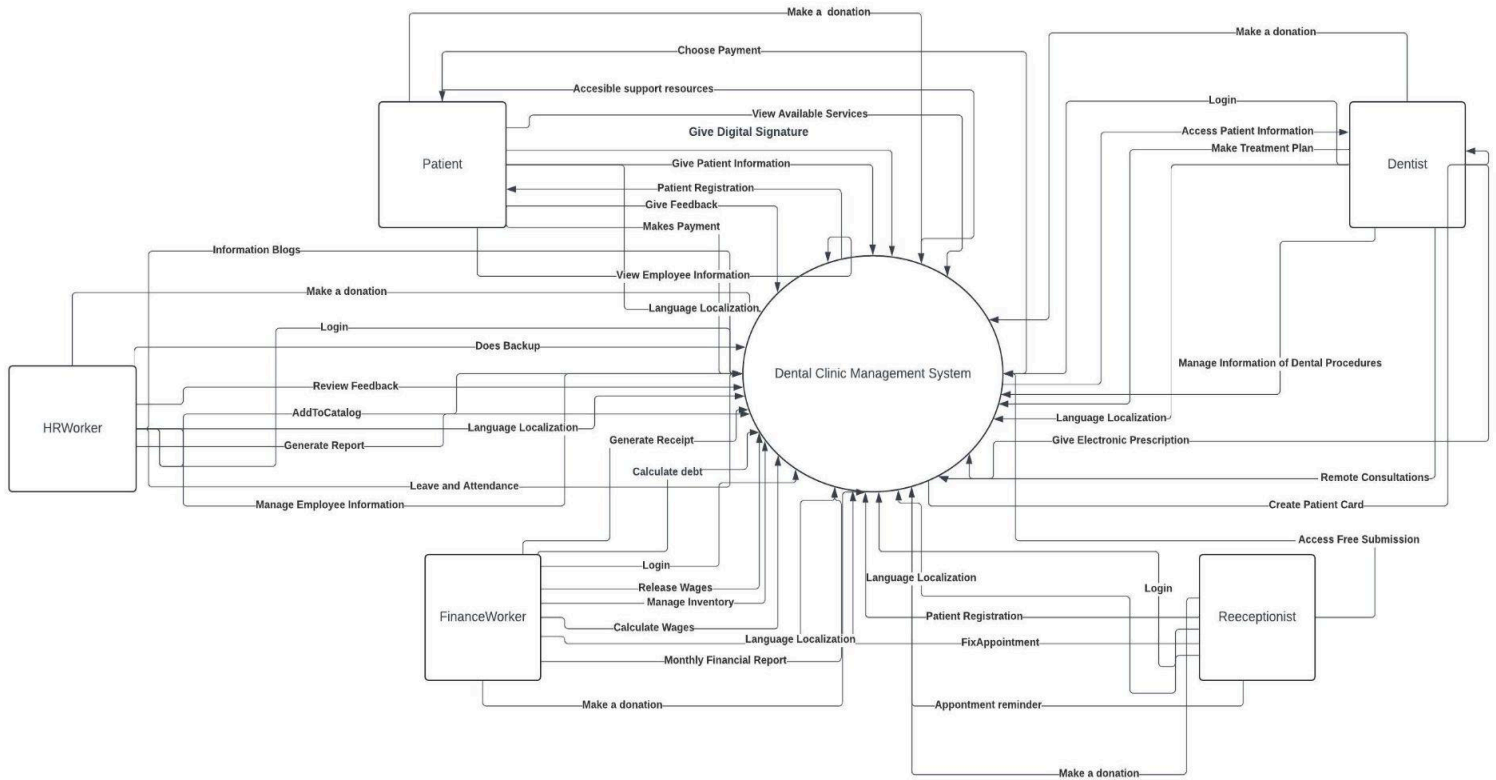 Make a donation
Make a donation
Choose Payment
Accesible support resources
Login
View Available Services
Give Digital Signature
Access Patient Information
Make Treatment Plan
Patient
Give Patient Information
Dentist
Patient Registration
Give Feedback
Makes Payment
Information Blogs
View Employee Information
Make a donation
Language Localization
Login
Does Backup
Manage Information of Dental Procedures
Dental Clinic Management System
Review Feedback
AddToCatalog
Language Localization
HRWorker
Language Localization
Generate Report
Generate Receipt
Give Electronic Prescription
Calculate debt
Remote Consultations
Leave and Attendance
Manage Employee Information
Create Patient Card
Access Free Submission
Login
Language Localization
Release Wages
Login
Manage Inventory
FinanceWorker
Patient Registration
Reeceptionist
Calculate Wages
Language Localization
FixAppointment
Monthly Financial Report
Make a donation
Appontment reminder
Make a donation